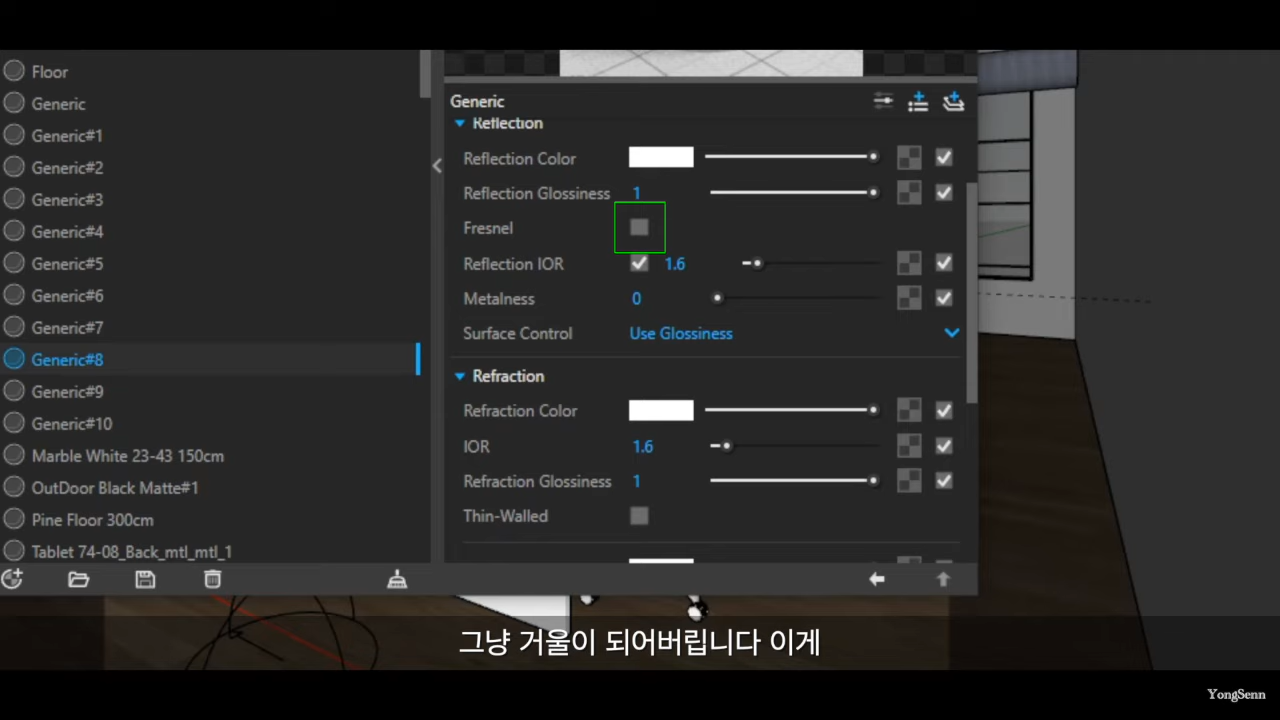 Floor
Generic
Generic#1
Generic#2
Generic#3
Generic#4
Generic#5
Generic#6
Generic#7
Generic#8
Generic#9
Generic#10
Marble White 23-43 150cm
OutDoor Black Matte#1
Pine Floor 300cm
Tablet 74-08_Back_mtl_mtl_1
Generic
Reflection
Reflection Color
Reflection Glossiness 1
Fresnel
Reflection IOR 1.6
Metalness 0
Surface Control Use Glossiness
Refraction
Refraction Color
IOR 1.6
Refraction Glossiness 1
Thin-Walled
그냥 거울이 되어버립니다 이게
YongSenn